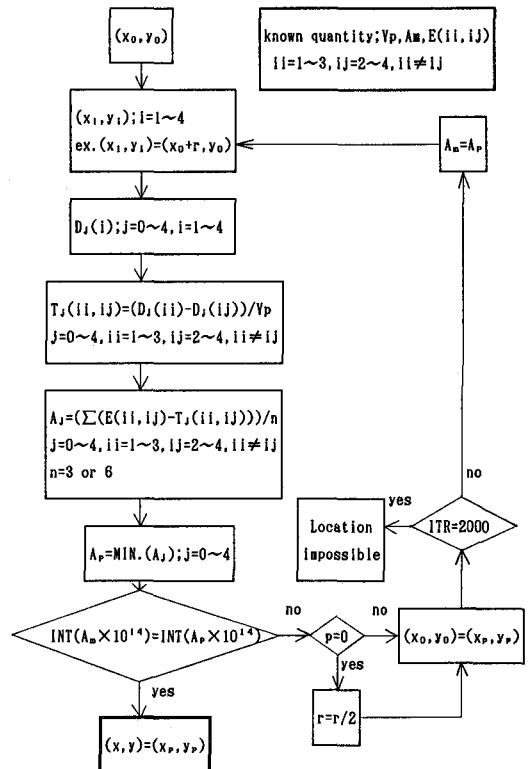 (x₀,y₀)
known quantity;Vp,Am,E(ii,ij)
ii=1~3,ij=2~4,ii≠ij
(xᵢ,yᵢ);i=1~4
ex.(x₁,y₁)=(x₀+r,y₀)
Aₘ=Aₚ
Dⱼ(i);j=0~4,i=1~4
Tⱼ(ii,ij)=(Dⱼ(ii)-Dⱼ(ij))/Vp
j=0~4,ii=1~3,ij=2~4,ii≠ij
Aⱼ=(∑(E(ii,ij)-Tⱼ(ii,ij)))/n
j=0~4,ii=1~3,ij=2~4,ii≠ij
n=3 or 6
no
yes
Location
impossible
ITR=2000
Aₚ=MIN.(Aⱼ);j=0~4
INT(Aₘ×10¹⁴)=INT(Aₚ×10¹⁴)
no
p=0
no
(x₀,y₀)=(xₚ,yₚ)
yes
yes
r=r/2
(x,y)=(xₚ,yₚ)